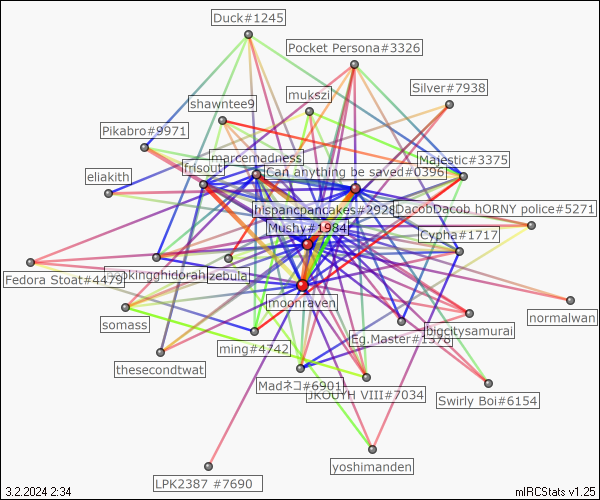 Duck#1245
Pocket Persona#3326
Silver#7938
mukszi
shawntee9
Pikabro#9971
marcemadness
Majestic#3375
frisout
Can anything be saved#0396
eliakith
hispancpancakes#2928
DacobDacob hORNY police#5271
Mushy#1984
Cypha#1717
Fedora Stoat#4479
kingghidorah
zebula
moonraven
normalwan
somass
bigcitysamurai
Eg.Master#1378
ming#4742
thesecondtwat
Madネコ#6901
JKOUYH VIII#7034
Swirly Boi#6154
yoshimanden
LPK2387 #7690
3.2.2024 2:34
mIRCStats v1.25